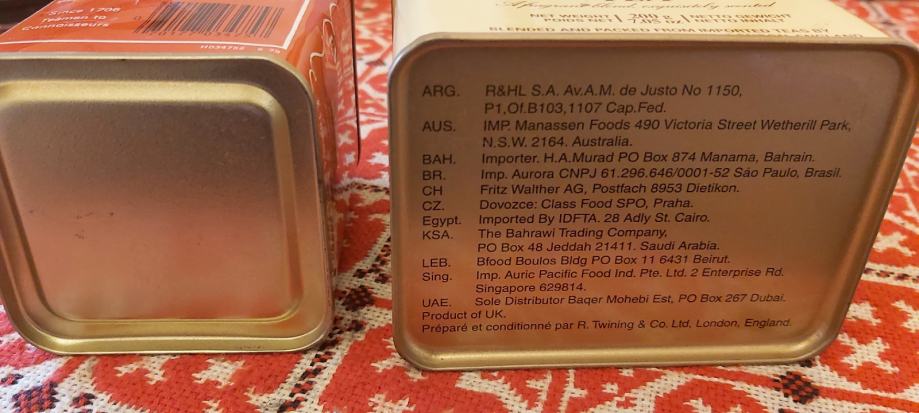 Since 1706
Teamen to
Connoisseurs
H034752 6 75
NET WEIGHT 200 g NETTO GEWICHT
POIDS NET NETTO INHALT
BLENDED AND PACKED FROM IMPORTED TEAS BY
ARG. R&HL S.A. Av.A.M. de Justo No 1150,
P1,Of.B103,1107 Cap.Fed.
AUS. IMP. Manassen Foods 490 Victoria Street Wetherill Park,
N.S.W. 2164. Australia.
BAH. Importer. H.A.Murad PO Box 874 Manama, Bahrain.
BR. Imp. Aurora CNPJ 61.296.646/0001-52 São Paulo, Brasil.
CH Fritz Walther AG, Postfach 8953 Dietikon.
CZ. Dovozce: Class Food SPO, Praha.
Egypt. Imported By IDFTA. 28 Adly St. Cairo.
KSA. The Bahrawi Trading Company,
PO Box 48 Jeddah 21411. Saudi Arabia.
LEB. Bfood Boulos Bldg PO Box 11 6431 Beirut.
Sing. Imp. Auric Pacific Food Ind. Pte. Ltd. 2 Enterprise Rd.
Singapore 629814.
UAE. Sole Distributor Baqer Mohebi Est, PO Box 267 Dubai.
Product of UK.
Préparé et conditionné par R. Twining & Co. Ltd, London, England.